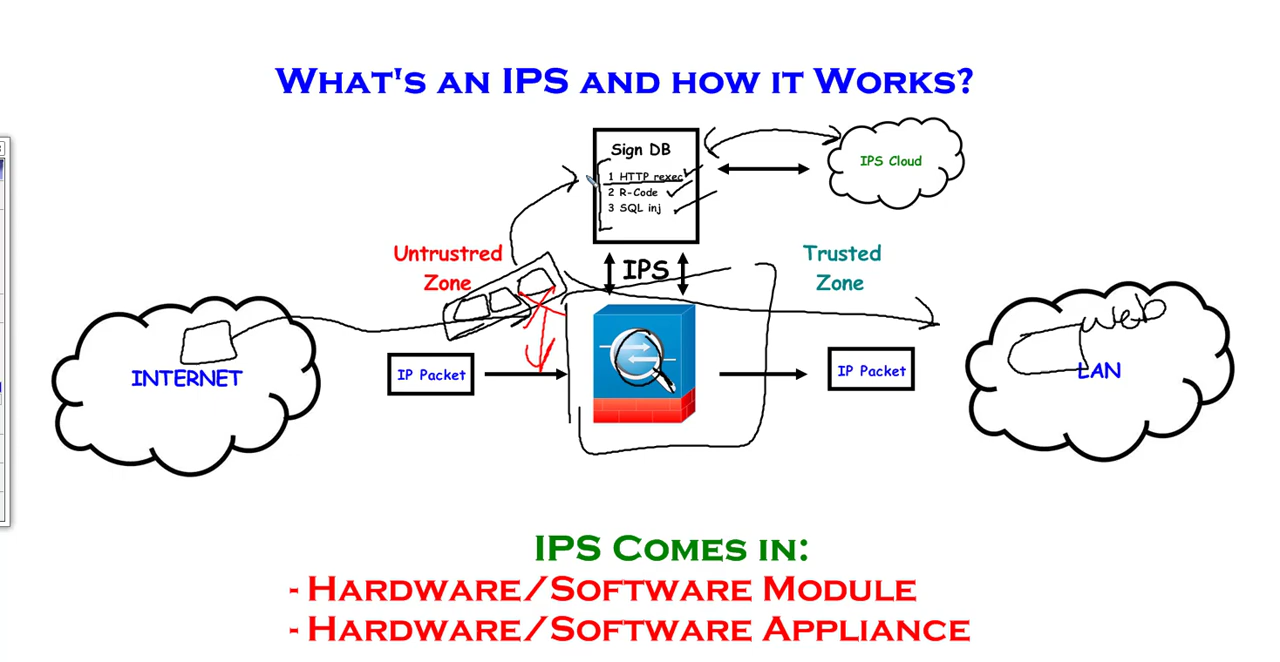 WHAT'S AN IPS AND HOW IT WORKS?
Sign DB
1 HTTP rexec
2 R-Code
3 SQL inj
IPS Cloud
Untrustred
Zone
IPS
Trusted
Zone
INTERNET
IP Packet
IP Packet
Web
LAN
IPS COMES IN:
- HARDWARE/SOFTWARE MODULE
- HARDWARE/SOFTWARE APPLIANCE